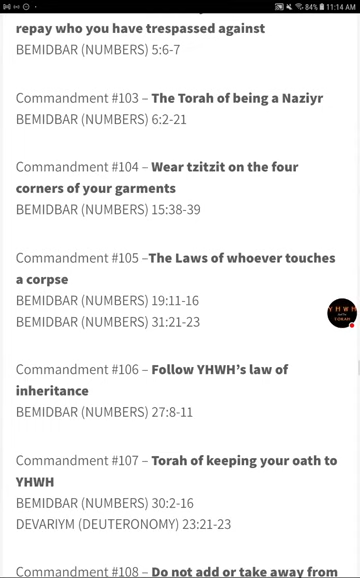 84% 11:14 AM
repay who you have trespassed against
BEMIDBAR (NUMBERS) 5:6-7
Commandment #103 – The Torah of being a Naziyr
BEMIDBAR (NUMBERS) 6:2-21
Commandment #104 – Wear tzitzit on the four
corners of your garments
BEMIDBAR (NUMBERS) 15:38-39
Commandment #105 –The Laws of whoever touches
a corpse
BEMIDBAR (NUMBERS) 19:11-16
BEMIDBAR (NUMBERS) 31:21-23
YHWH
TORAH
Commandment #106 – Follow YHWH’s law of
inheritance
BEMIDBAR (NUMBERS) 27:8-11
Commandment #107 – Torah of keeping your oath to
YHWH
BEMIDBAR (NUMBERS) 30:2-16
DEVARIYM (DEUTERONOMY) 23:21-23
Commandment #108 – Do not add or take away from